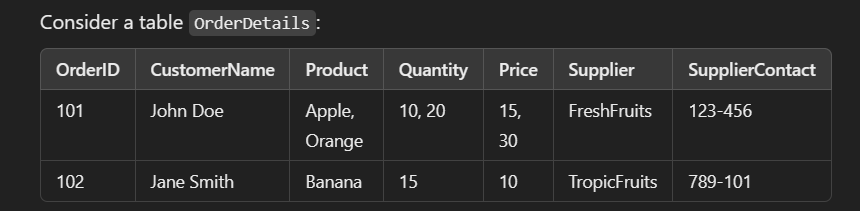 Consider a table OrderDetails:
OrderID CustomerName Product Quantity Price Supplier SupplierContact
101 John Doe Apple, 10, 20 15, FreshFruits 123-456
Orange 30
102 Jane Smith Banana 15 10 TropicFruits 789-101